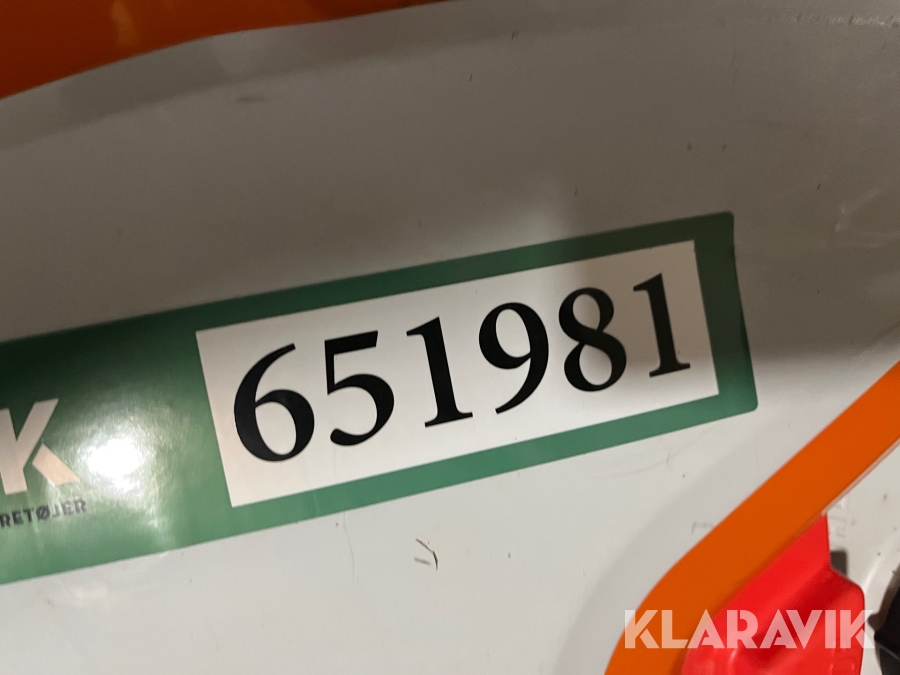 651981
K
RETØJER
KLARAVIK